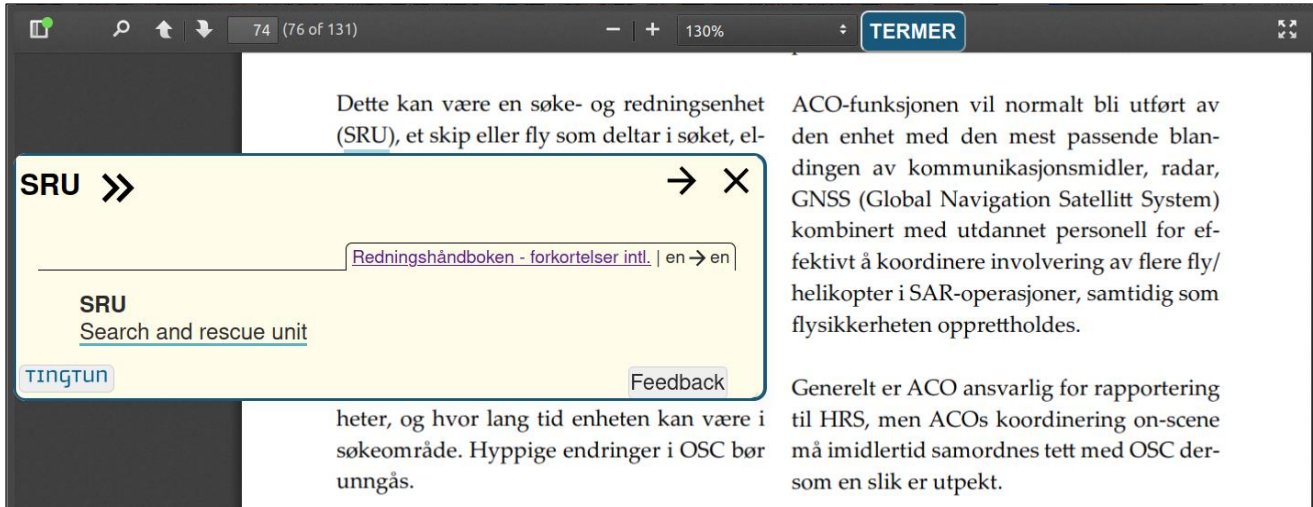 74 (76 of 131)
130%
TERMER
Dette kan være en søke- og redningsenhet
(SRU), et skip eller fly som deltar i søket, el-
SRU
Redningshåndboken - forkortelser intl. | en → en
SRU
Search and rescue unit
TINGTUN
Feedback
heter, og hvor lang tid enheten kan være i
søkeområde. Hyppige endringer i OSC bør
unngås.
ACO-funksjonen vil normalt bli utført av
den enhet med den mest passende blan-
dingen av kommunikasjonsmidler, radar,
GNSS (Global Navigation Satellitt System)
kombinert med utdannet personell for ef-
fektivt å koordinere involvering av flere fly/
helikopter i SAR-operasjoner, samtidig som
flysikkerheten opprettholdes.
Generelt er ACO ansvarlig for rapportering
til HRS, men ACOs koordinering on-scene
må imidlertid samordnes tett med OSC der-
som en slik er utpekt.